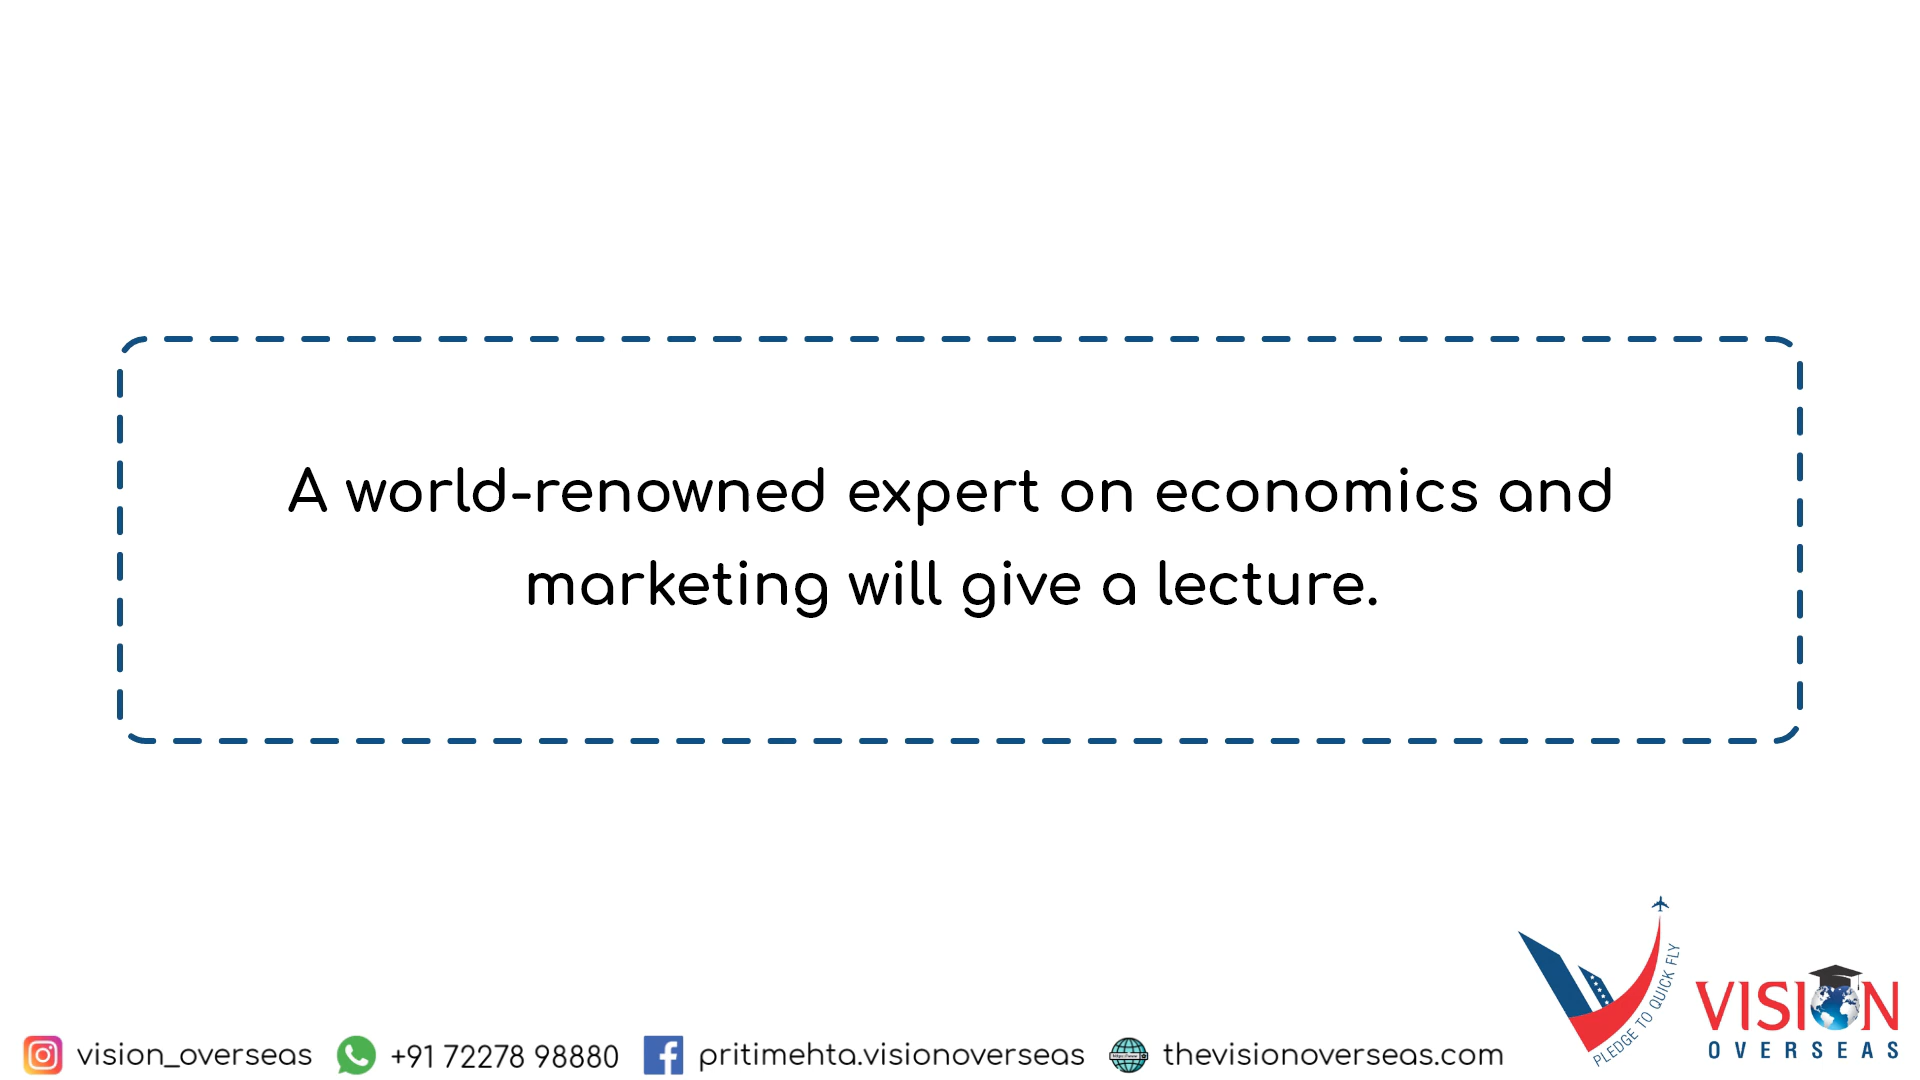 A world-renowned expert on economics and
marketing will give a lecture.
PLEDGE TO QUICK FLY
VISION
OVERSEAS
vision_overseas
+91 72278 98880
pritimehta.visionoverseas
thevisionoverseas.com